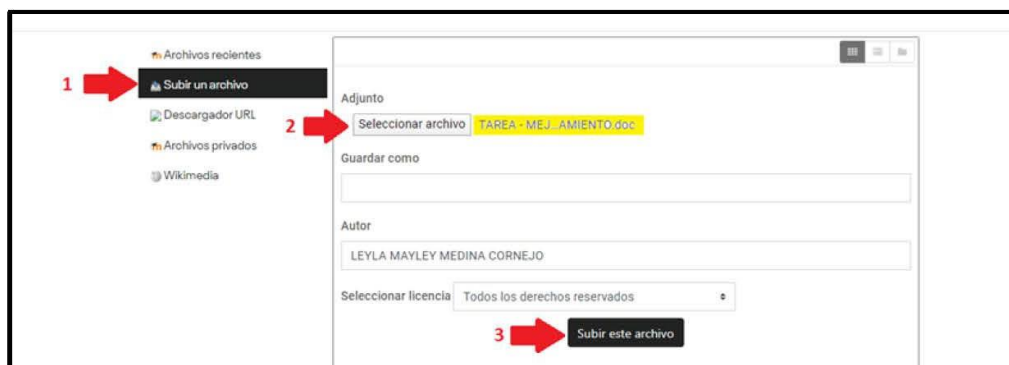 Archivos recientes
1 Subir un archivo
Descargador URL
Archivos privados
Wikimedia
Adjunto
2 Seleccionar archivo TAREA - MEJ...AMIENTO.doc
Guardar como
Autor
LEYLA MAYLEY MEDINA CORNEJO
Seleccionar licencia Todos los derechos reservados
3 Subir este archivo